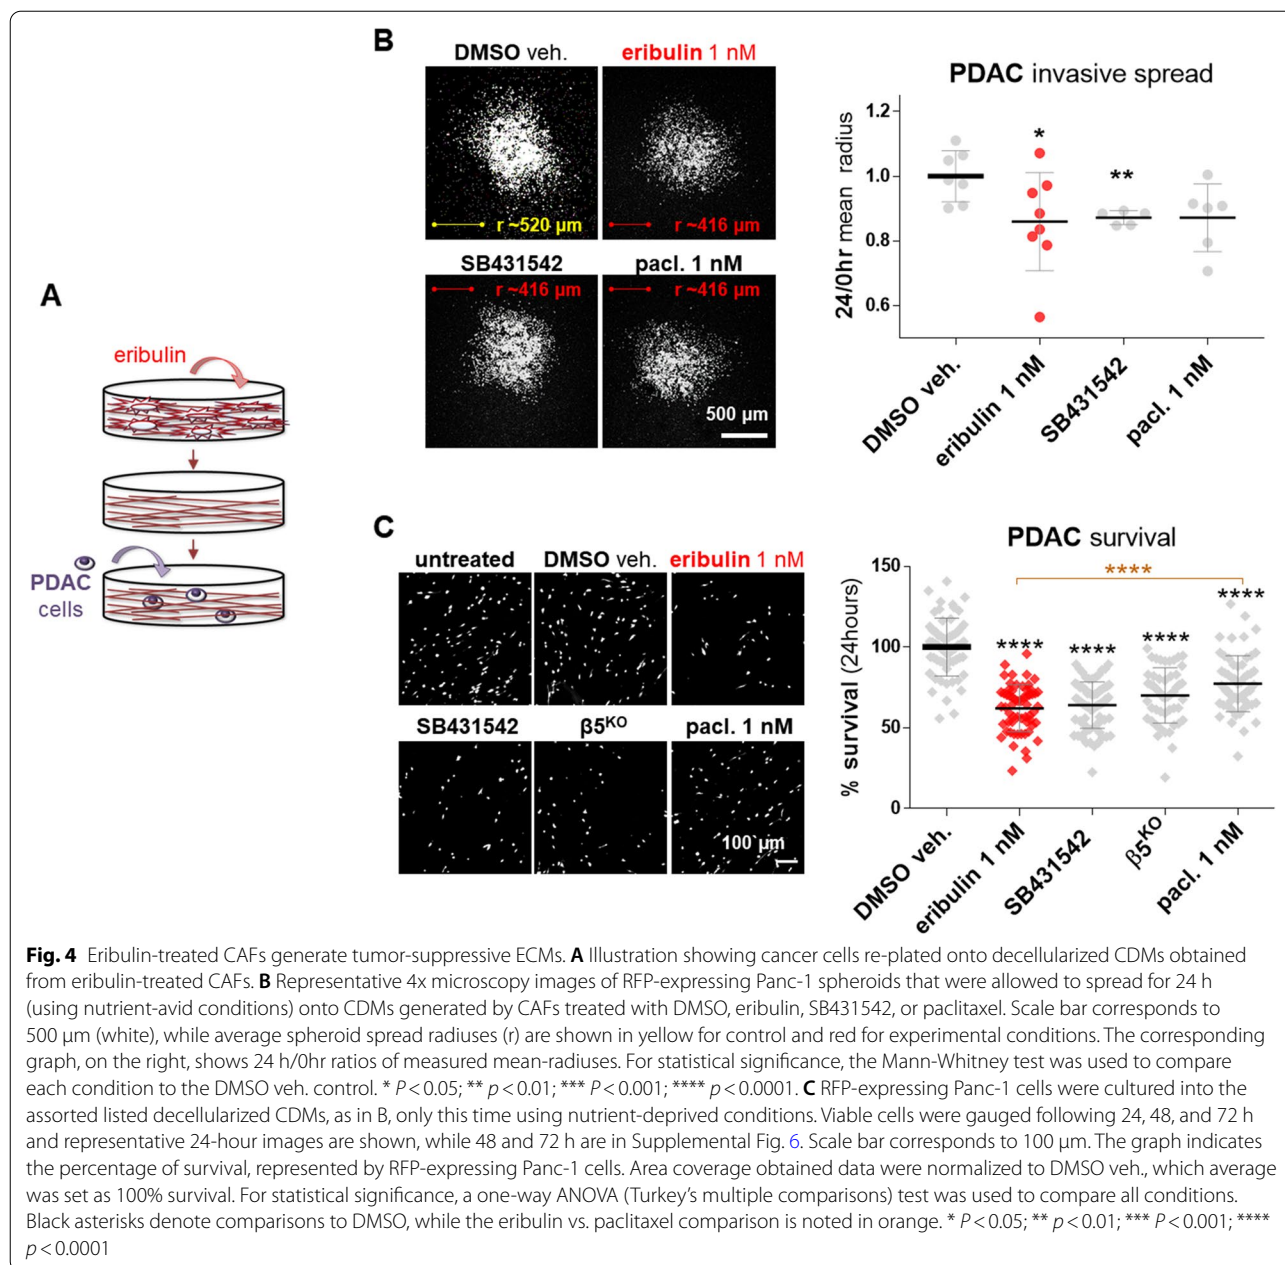 A
eribulin
PDAC
cells
B
DMSO veh.
eribulin 1 nM
r ~520 µm
r ~416 µm
SB431542
pacl. 1 nM
r ~416 µm
r ~416 µm
500 µm
PDAC invasive spread
24/0hr mean radius
1.2
1.0
0.8
0.6
*
**
DMSO veh.
eribulin 1 nM
SB431542
pacl. 1 nM
C
untreated
DMSO veh.
eribulin 1 nM
SB431542
β5KO
pacl. 1 nM
100 µm
PDAC survival
% survival (24hours)
150
100
50
0
****
****
****
****
****
DMSO veh.
eribulin 1 nM
SB431542
β5KO
pacl. 1 nM
Fig. 4 Eribulin-treated CAFs generate tumor-suppressive ECMs. A Illustration showing cancer cells re-plated onto decellularized CDMs obtained
from eribulin-treated CAFs. B Representative 4x microscopy images of RFP-expressing Panc-1 spheroids that were allowed to spread for 24 h
(using nutrient-avid conditions) onto CDMs generated by CAFs treated with DMSO, eribulin, SB431542, or paclitaxel. Scale bar corresponds to
500 µm (white), while average spheroid spread radiuses (r) are shown in yellow for control and red for experimental conditions. The corresponding
graph, on the right, shows 24 h/0hr ratios of measured mean-radiuses. For statistical significance, the Mann-Whitney test was used to compare
each condition to the DMSO veh. control. * P < 0.05; ** p < 0.01; *** P < 0.001; **** p < 0.0001. C RFP-expressing Panc-1 cells were cultured into the
assorted listed decellularized CDMs, as in B, only this time using nutrient-deprived conditions. Viable cells were gauged following 24, 48, and 72 h
and representative 24-hour images are shown, while 48 and 72 h are in Supplemental Fig. 6. Scale bar corresponds to 100 µm. The graph indicates
the percentage of survival, represented by RFP-expressing Panc-1 cells. Area coverage obtained data were normalized to DMSO veh., which average
was set as 100% survival. For statistical significance, a one-way ANOVA (Turkey's multiple comparisons) test was used to compare all conditions.
Black asterisks denote comparisons to DMSO, while the eribulin vs. paclitaxel comparison is noted in orange. * P < 0.05; ** p < 0.01; *** P < 0.001; ****
p < 0.0001